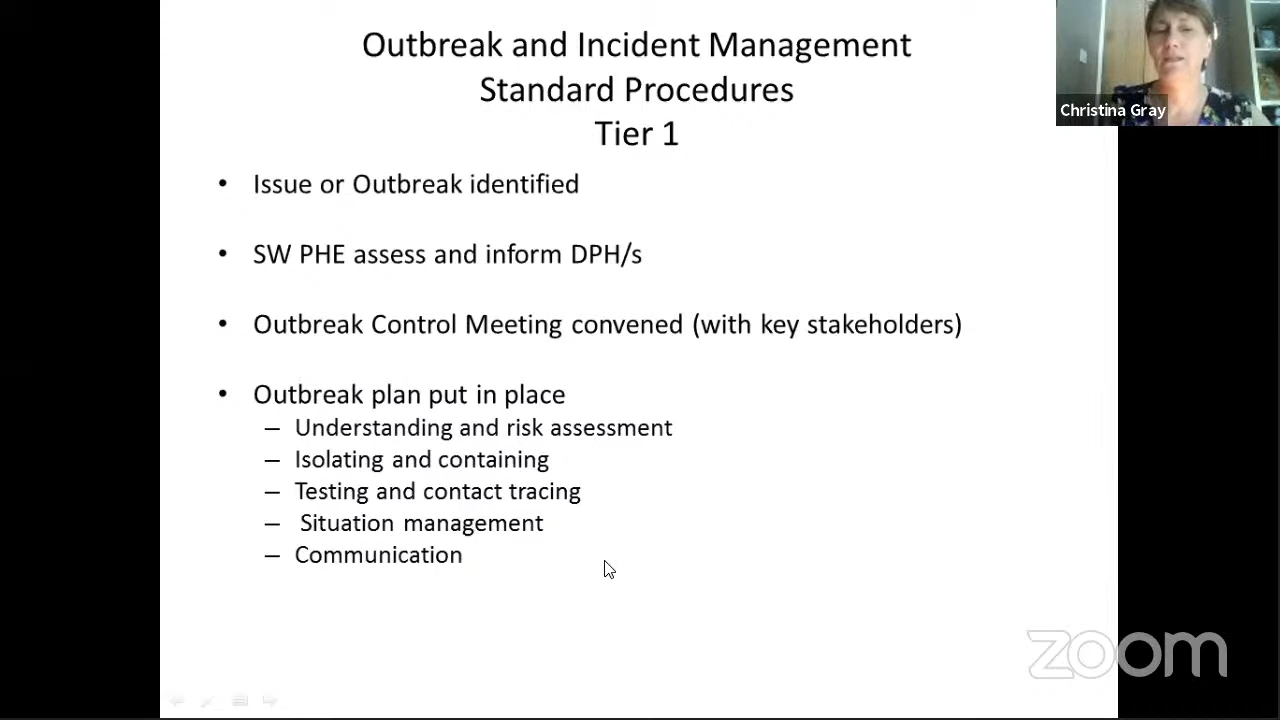 Outbreak and Incident Management
Standard Procedures
Tier 1
Christina Gray
• Issue or Outbreak identified
• SW PHE assess and inform DPH/s
• Outbreak Control Meeting convened (with key stakeholders)
• Outbreak plan put in place
– Understanding and risk assessment
– Isolating and containing
– Testing and contact tracing
– Situation management
– Communication
zoom